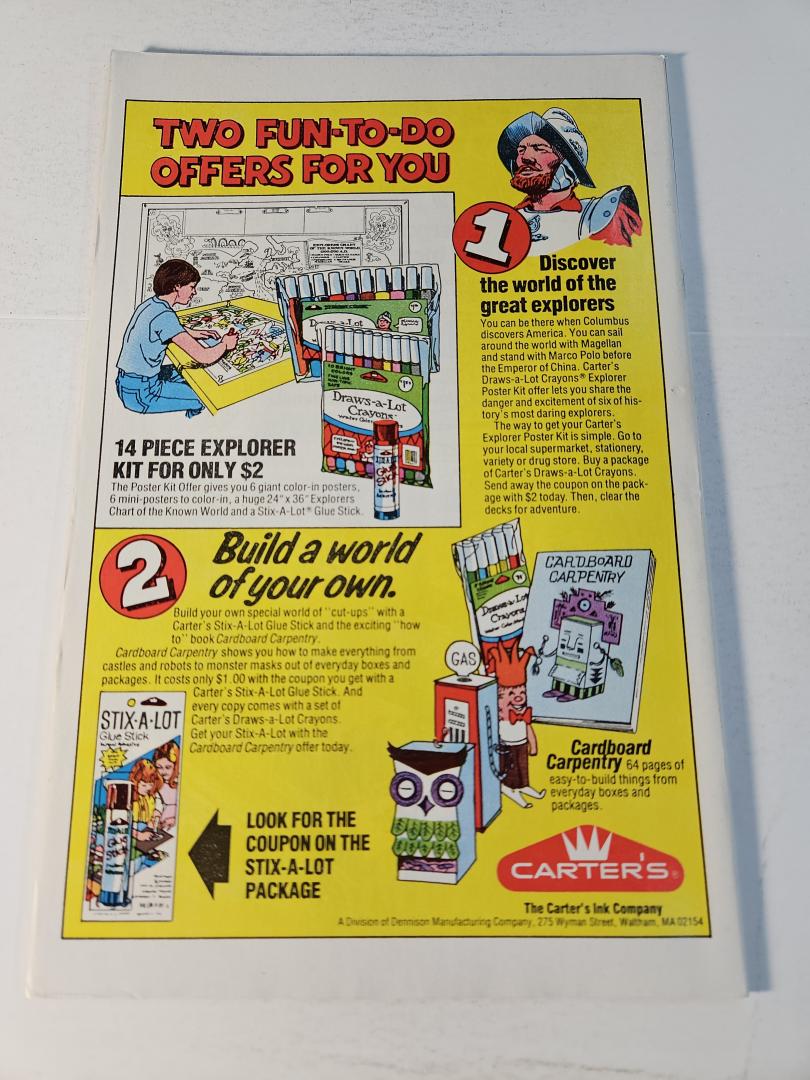 TWO FUN-TO-DO
OFFERS FOR YOU
1
Discover
the world of the
great explorers
You can be there when Columbus
discovers America. You can sail
around the world with Magellan
and stand with Marco Polo before
the Emperor of China. Carter's
Draws-a-Lot Crayons® Explorer
Poster Kit offer lets you share the
danger and excitement of six of his-
tory's most daring explorers.
The way to get your Carter's
Explorer Poster Kit is simple. Go to
your local supermarket, stationery,
variety or drug store. Buy a package
of Carter's Draws-a-Lot Crayons.
Send away the coupon on the pack-
age with $2 today. Then, clear the
decks for adventure.
EXPLORERS CHART
OF THE KNOWN WORLD
Draws-a-Lot
Draws-a-Lot
Crayons
14 PIECE EXPLORER
KIT FOR ONLY $2
The Poster Kit Offer gives you 6 giant color-in posters,
6 mini-posters to color-in, a huge 24" x 36" Explorers
Chart of the Known World and a Stix-A-Lot® Glue Stick.
2
Build a world
of your own.
Build your own special world of "cut-ups" with a
Carter's Stix-A-Lot Glue Stick and the exciting "how
to" book Cardboard Carpentry.
Cardboard Carpentry shows you how to make everything from
castles and robots to monster masks out of everyday boxes and
packages. It costs only $1.00 with the coupon you get with a
Carter's Stix-A-Lot Glue Stick. And
every copy comes with a set of
Carter's Draws-a-Lot Crayons.
Get your Stix-A-Lot with the
Cardboard Carpentry offer today.
STIX-A-LOT
Glue Stick
LOOK FOR THE
COUPON ON THE
STIX-A-LOT
PACKAGE
Draws-a-Lot
Crayons
CARDBOARD
CARPENTRY
GAS
Cardboard
Carpentry 64 pages of
easy-to-build things from
everyday boxes and
packages.
CARTER'S®
The Carter's Ink Company
A Division of Dennison Manufacturing Company, 275 Wyman Street, Waltham, MA 02154